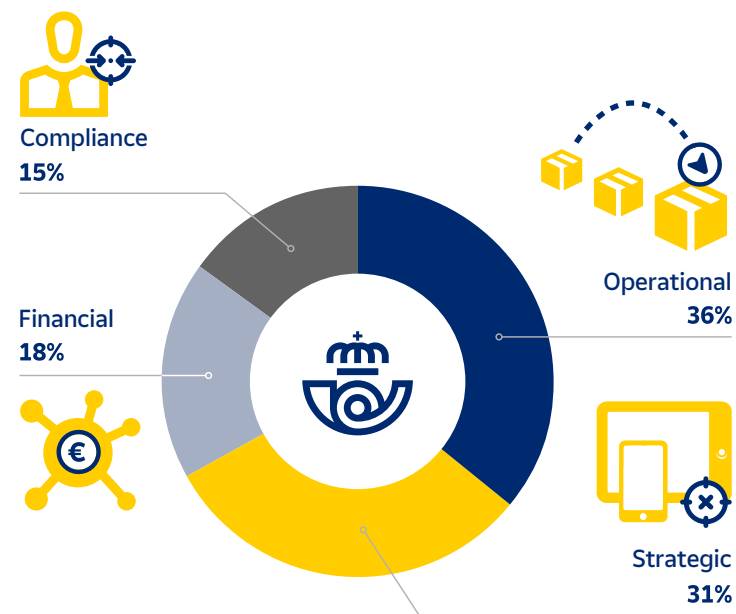 Compliance
15%
Operational
36%
Financial
18%
€
Strategic
31%